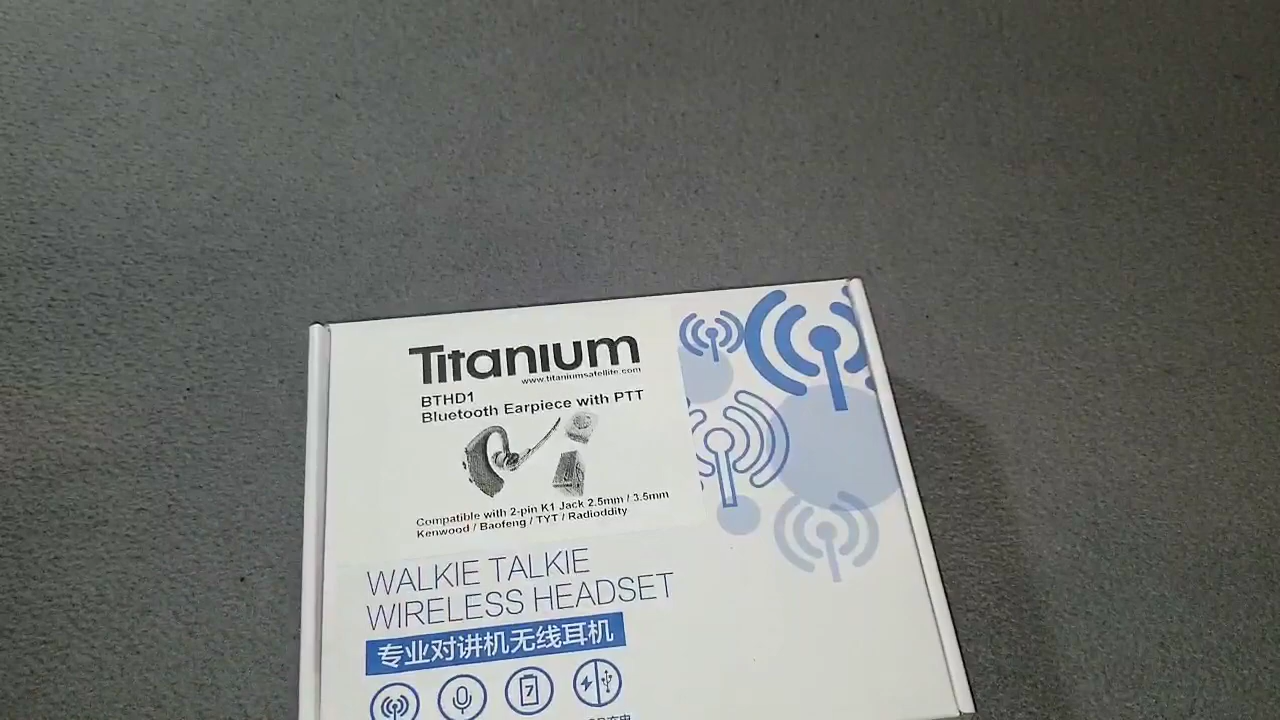 Titanium
www.titaniumsatellite.com
BTHD1
Bluetooth Earpiece with PTT
Compatible with 2-pin K1 Jack 2.5mm / 3.5mm
Kenwood / Baofeng / TYT / Radioddity
WALKIE TALKIE
WIRELESS HEADSET
专业对讲机无线耳机
7